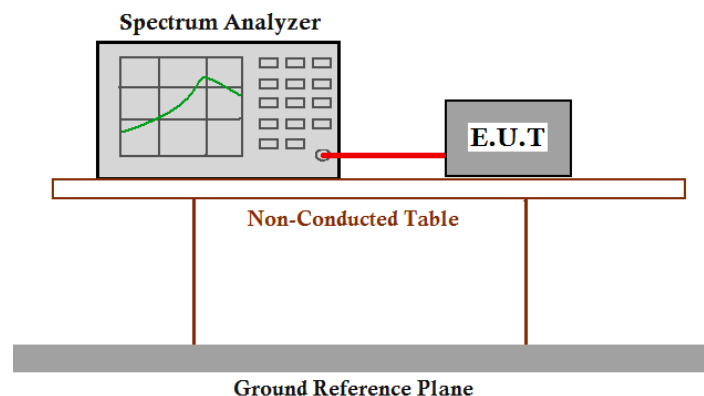 Spectrum Analyzer
E.U.T
Non-Conducted Table
Ground Reference Plane